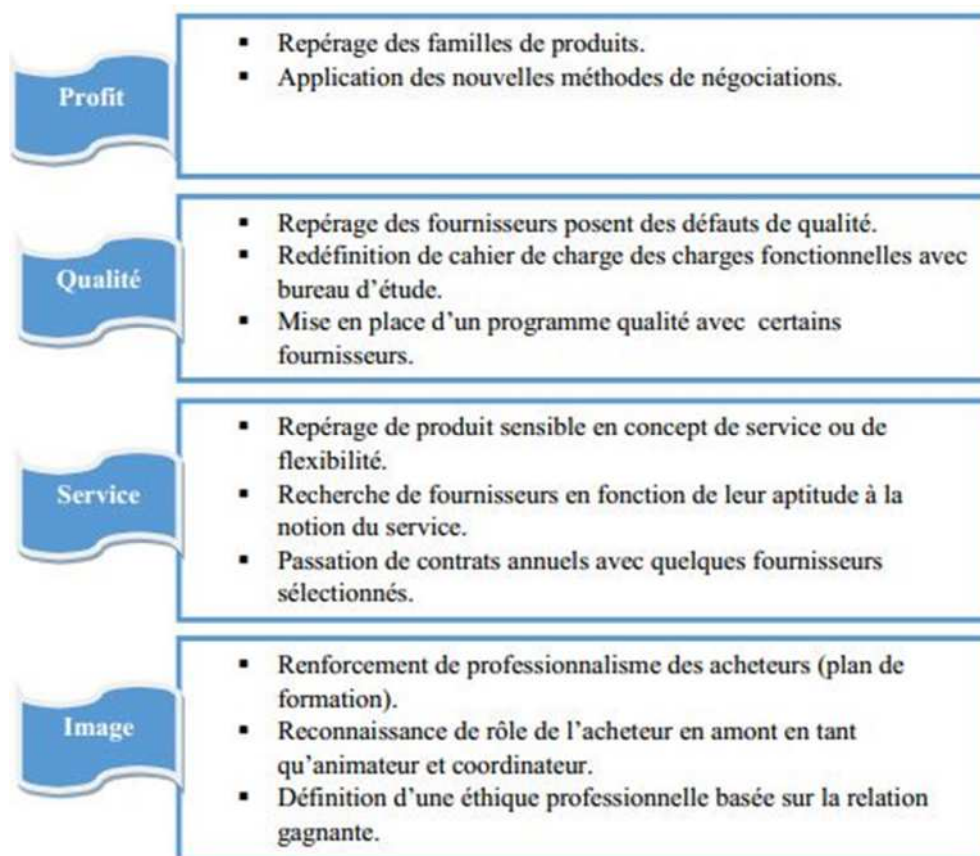 Profit
▪ Repérage des familles de produits.
▪ Application des nouvelles méthodes de négociations.
Qualité
▪ Repérage des fournisseurs posent des défauts de qualité.
▪ Redéfinition de cahier de charge des charges fonctionnelles avec
bureau d’étude.
▪ Mise en place d’un programme qualité avec certains
fournisseurs.
Service
▪ Repérage de produit sensible en concept de service ou de
flexibilité.
▪ Recherche de fournisseurs en fonction de leur aptitude à la
notion du service.
▪ Passation de contrats annuels avec quelques fournisseurs
sélectionnés.
Image
▪ Renforcement de professionnalisme des acheteurs (plan de
formation).
▪ Reconnaissance de rôle de l’acheteur en amont en tant
qu’animateur et coordinateur.
▪ Définition d’une éthique professionnelle basée sur la relation
gagnante.